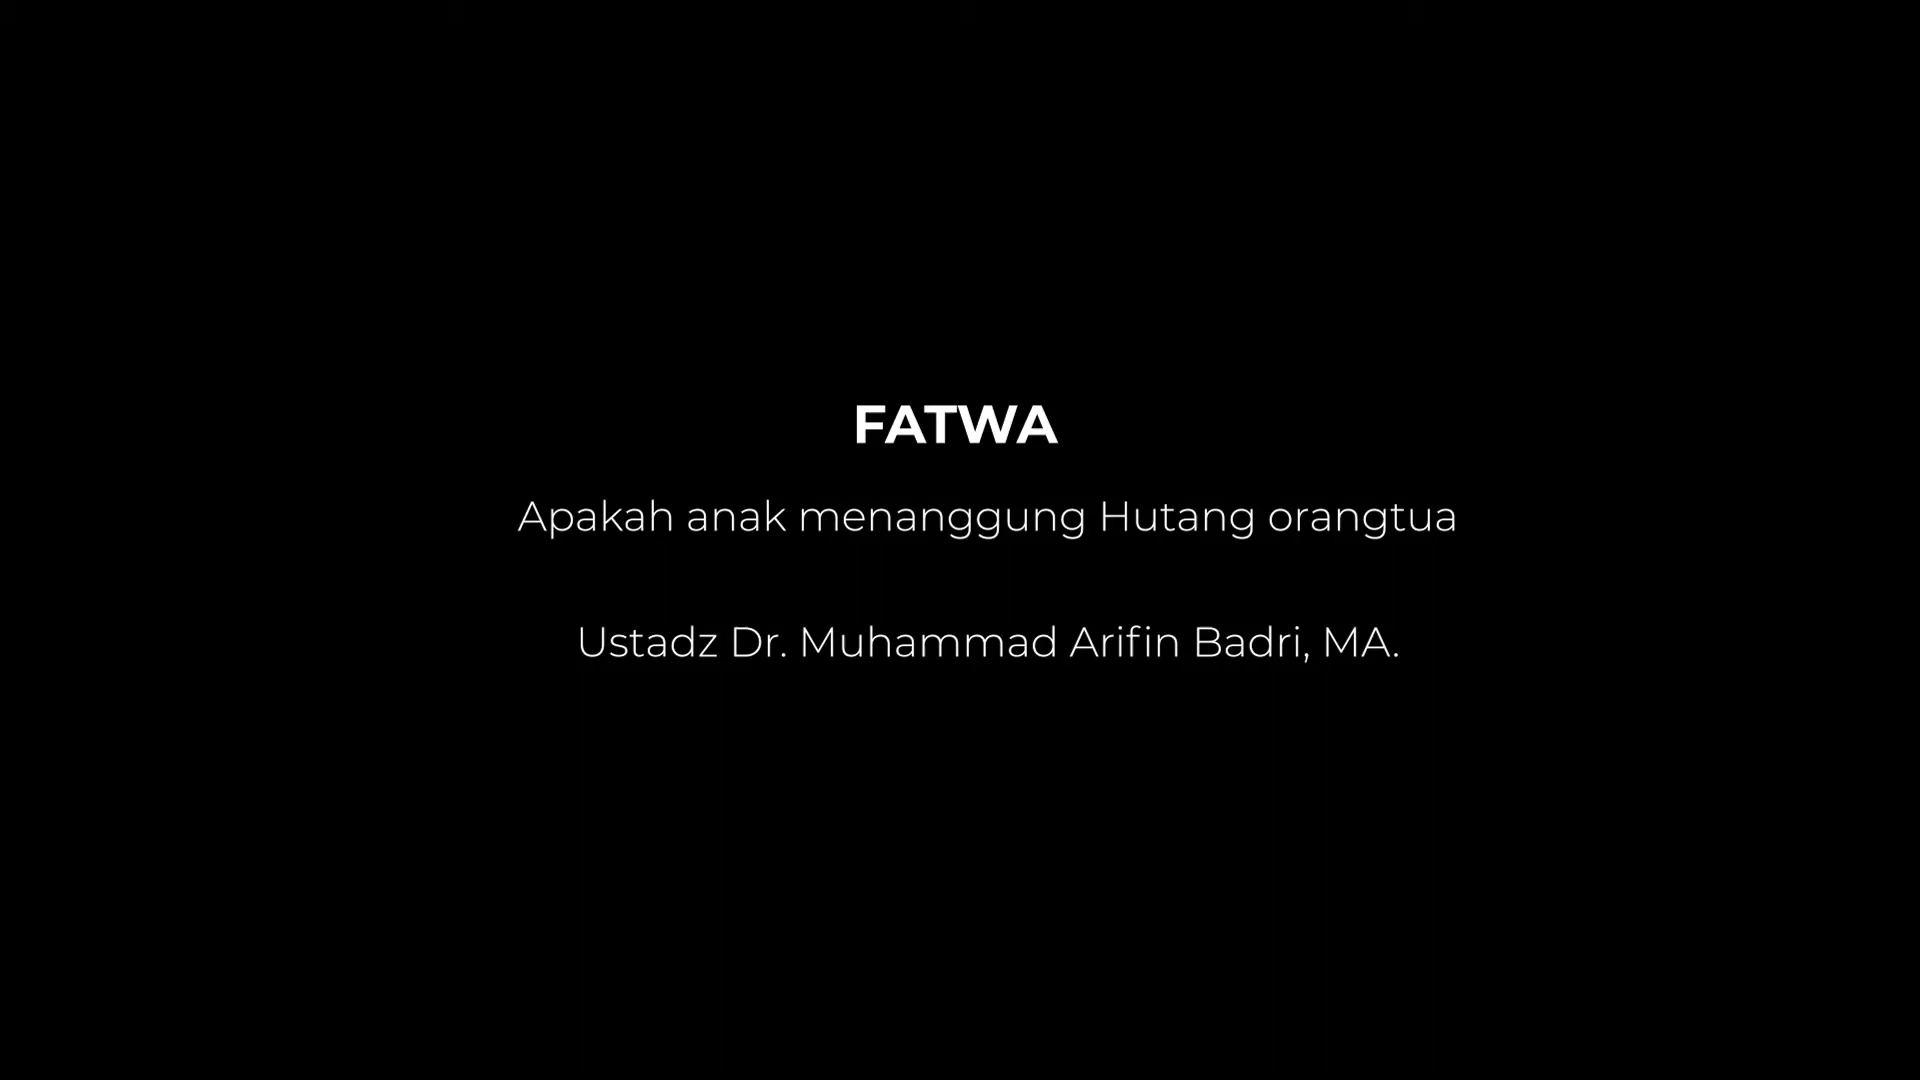 FATWA
Apakah anak menanggung Hutang orangtua
Ustadz Dr. Muhammad Arifin Badri, MA.